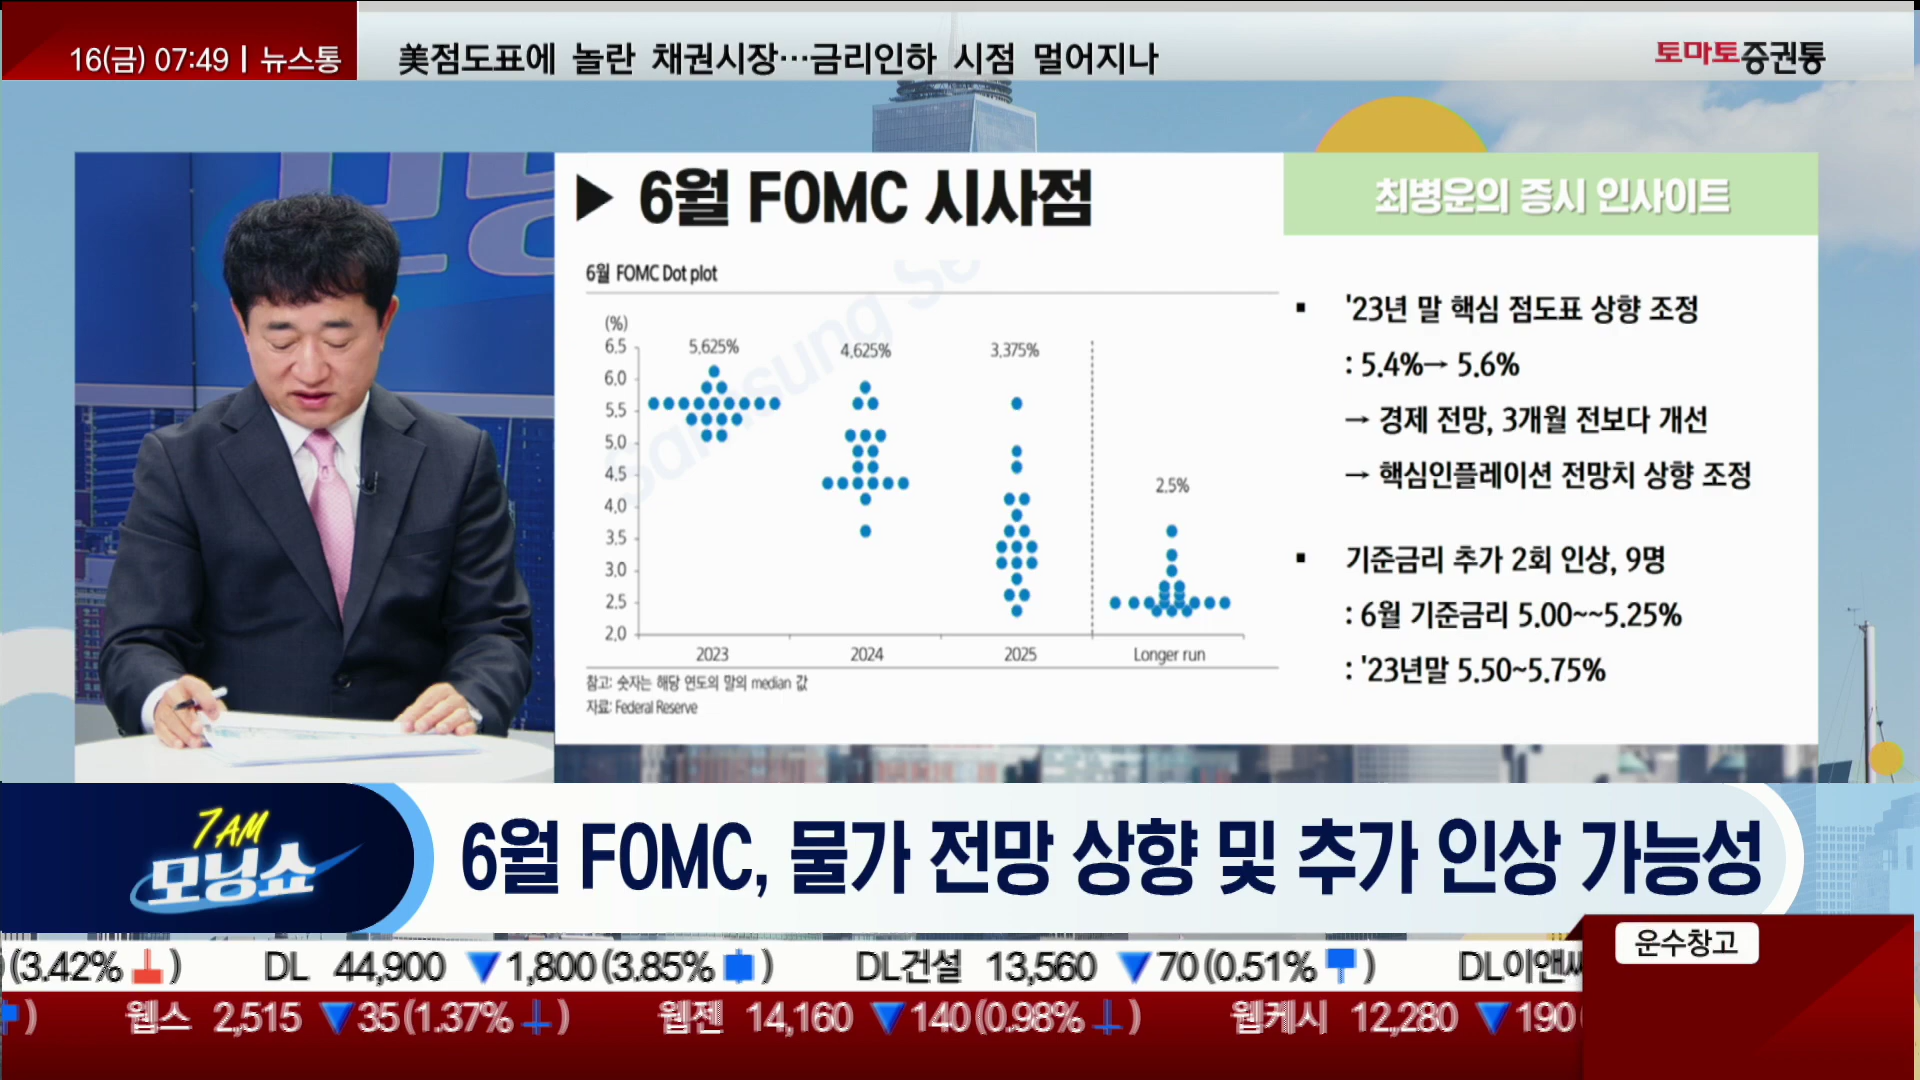 16(금) 07:49 | 뉴스통
美점도표에 놀란 채권시장…금리인하 시점 멀어지나
토마토증권통
▶ 6월 FOMC 시사점
6월 FOMC Dot plot
Samsung Se
(%)
6.5
6.0
5.5
5.0
4.5
4.0
3.5
3.0
2.5
2.0
5.625%
4.625%
3.375%
2.5%
2023
2024
2025
Longer run
참고: 숫자는 해당 연도의 말의 median 값
자료: Federal Reserve
최병운의 증시 인사이트
▪ '23년 말 핵심 점도표 상향 조정
: 5.4%→ 5.6%
→ 경제 전망, 3개월 전보다 개선
→ 핵심인플레이션 전망치 상향 조정
▪ 기준금리 추가 2회 인상, 9명
: 6월 기준금리 5.00~~5.25%
: '23년말 5.50~5.75%
7AM
모닝쇼
6월 FOMC, 물가 전망 상향 및 추가 인상 가능성
(3.42% ) DL 44,900 ▼1,800(3.85% ) DL건설 13,560 ▼70(0.51% ) DL이앤씨
운수창고
) 웹스 2,515 ▼35(1.37% ) 웹젠 14,160 ▼140(0.98% ) 웹케시 12,280 ▼190